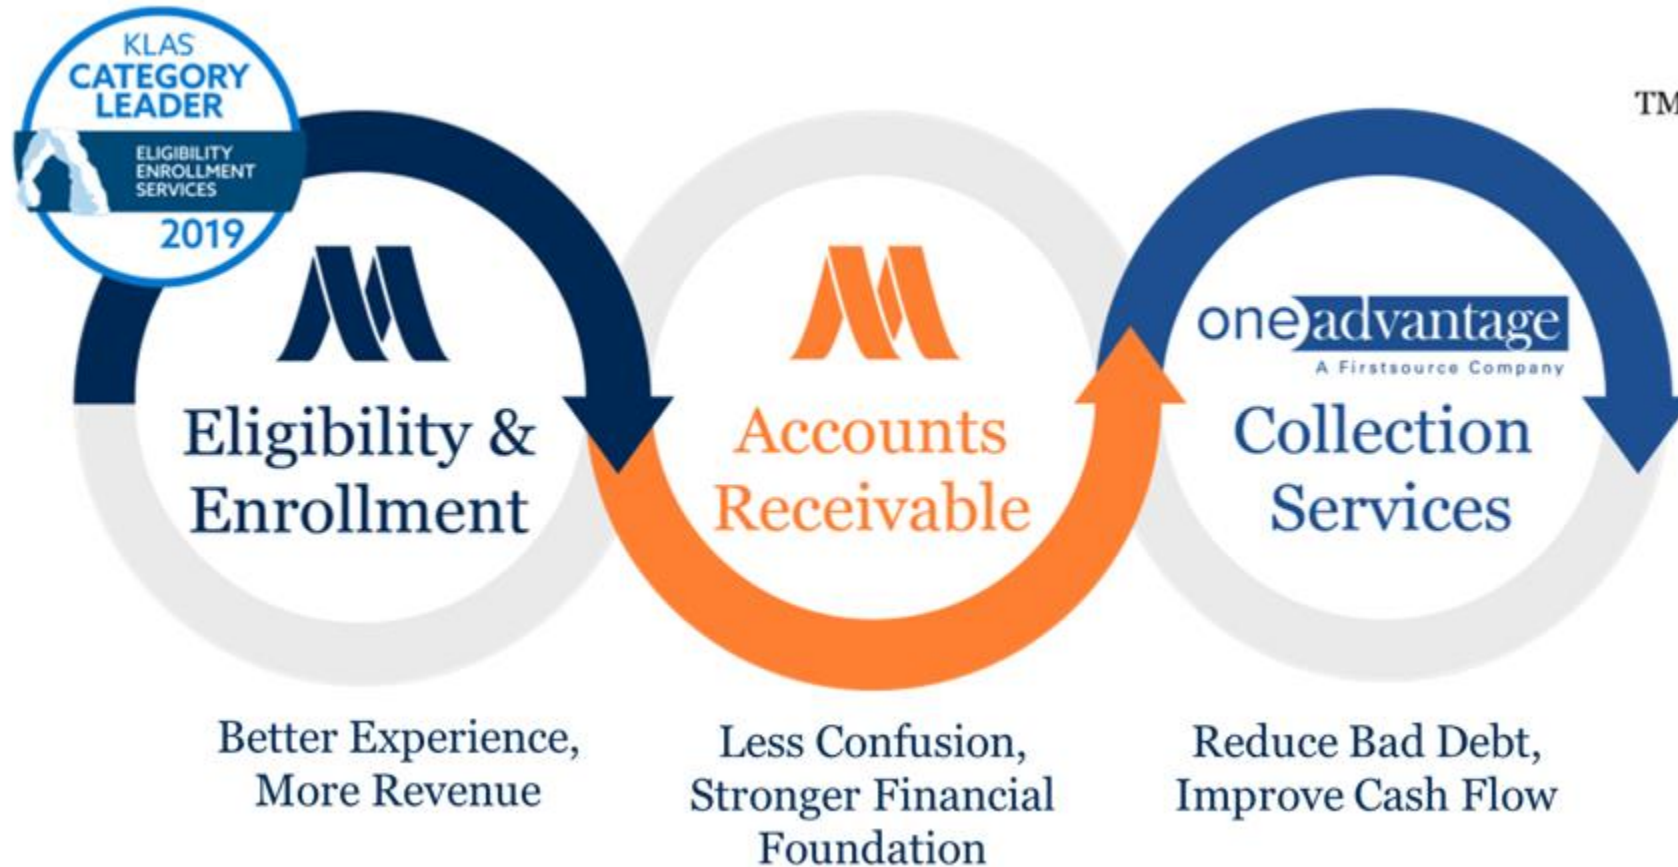 KLAS
CATEGORY
LEADER
ELIGIBILITY
ENROLLMENT
SERVICES
2019
Eligibility &
Enrollment
Better Experience,
More Revenue
Accounts
Receivable
Less Confusion,
Stronger Financial
Foundation
TM
oneadvantage
A Firstsource Company
Collection
Services
Reduce Bad Debt,
Improve Cash Flow